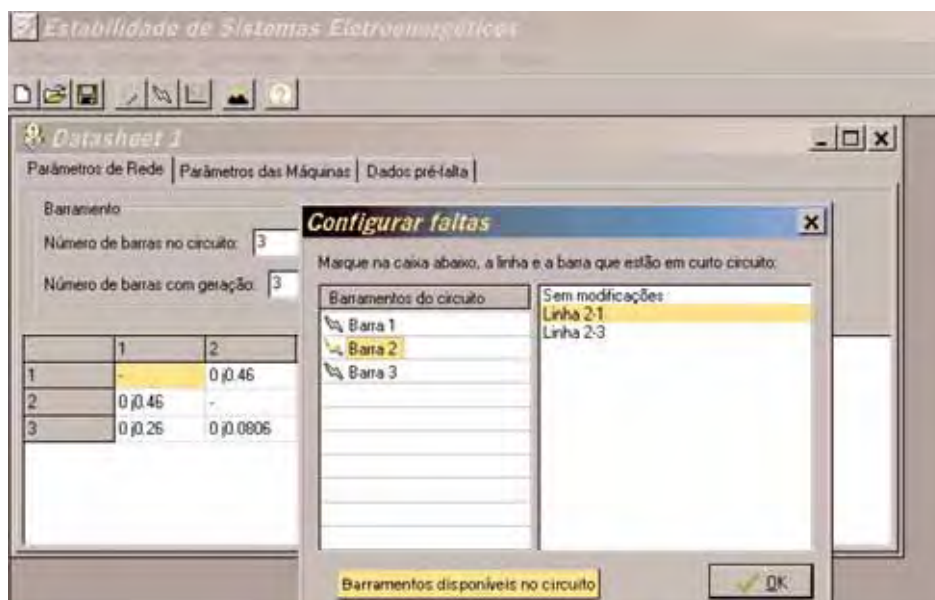 Estabilidade de Sistemas Eletroenergéticos
Datasheet 1
Parâmetros de Rede
Parâmetros das Máquinas
Dados pré-falta
Barramento
Número de barras no circuito: 3
Número de barras com geração: 3
1 2
1 - 0 j0.46
2 0 j0.46 -
3 0 j0.26 0 j0.0806
Configurar faltas
Marque na caixa abaixo, a linha e a barra que estão em curto circuito:
Barramentos do circuito
Barra 1
Barra 2
Barra 3
Sem modificações
Linha 2-1
Linha 2-3
Barramentos disponíveis no circuito
OK